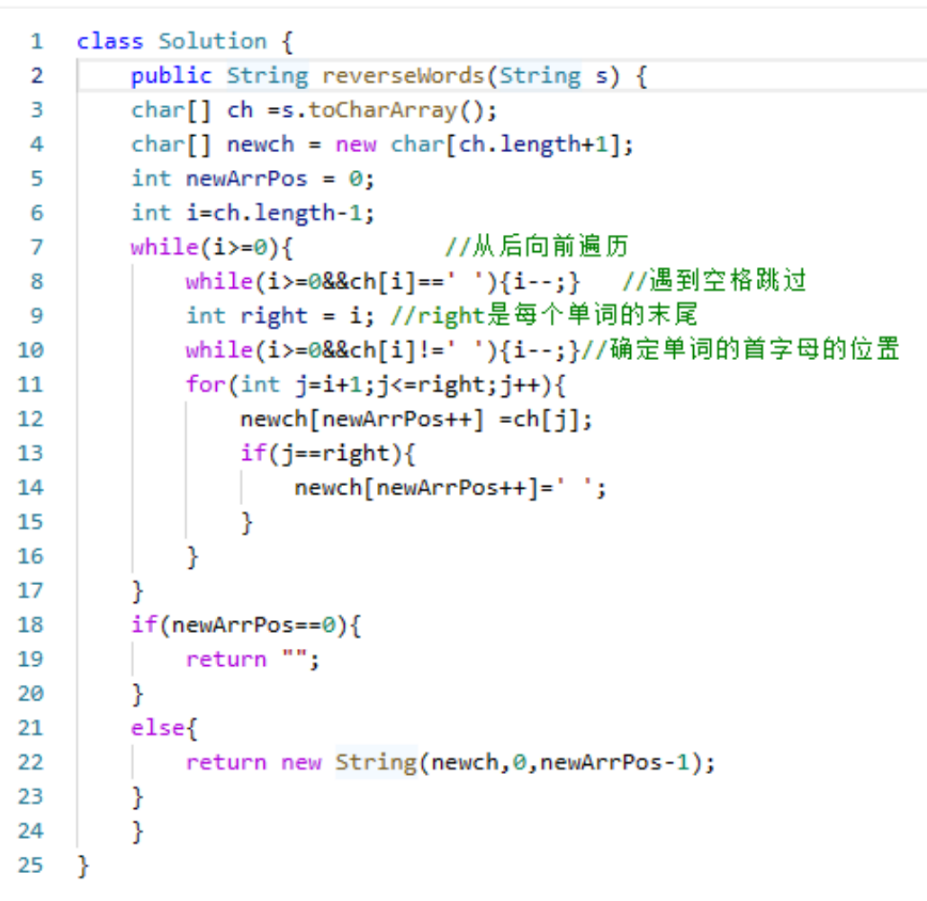 1 class Solution {
2 public String reverseWords(String s) {
3 char[] ch =s.toCharArray();
4 char[] newch = new char[ch.length+1];
5 int newArrPos = 0;
6 int i=ch.length-1;
7 while(i>=0){ //从后向前遍历
8 while(i>=0&&ch[i]==' '){i--;} //遇到空格跳过
9 int right = i; //right是每个单词的末尾
10 while(i>=0&&ch[i]!=' '){i--;}//确定单词的首字母的位置
11 for(int j=i+1;j<=right;j++){
12 newch[newArrPos++] =ch[j];
13 if(j==right){
14 newch[newArrPos++]=' ';
15 }
16 }
17 }
18 if(newArrPos==0){
19 return "";
20 }
21 else{
22 return new String(newch,0,newArrPos-1);
23 }
24 }
25 }